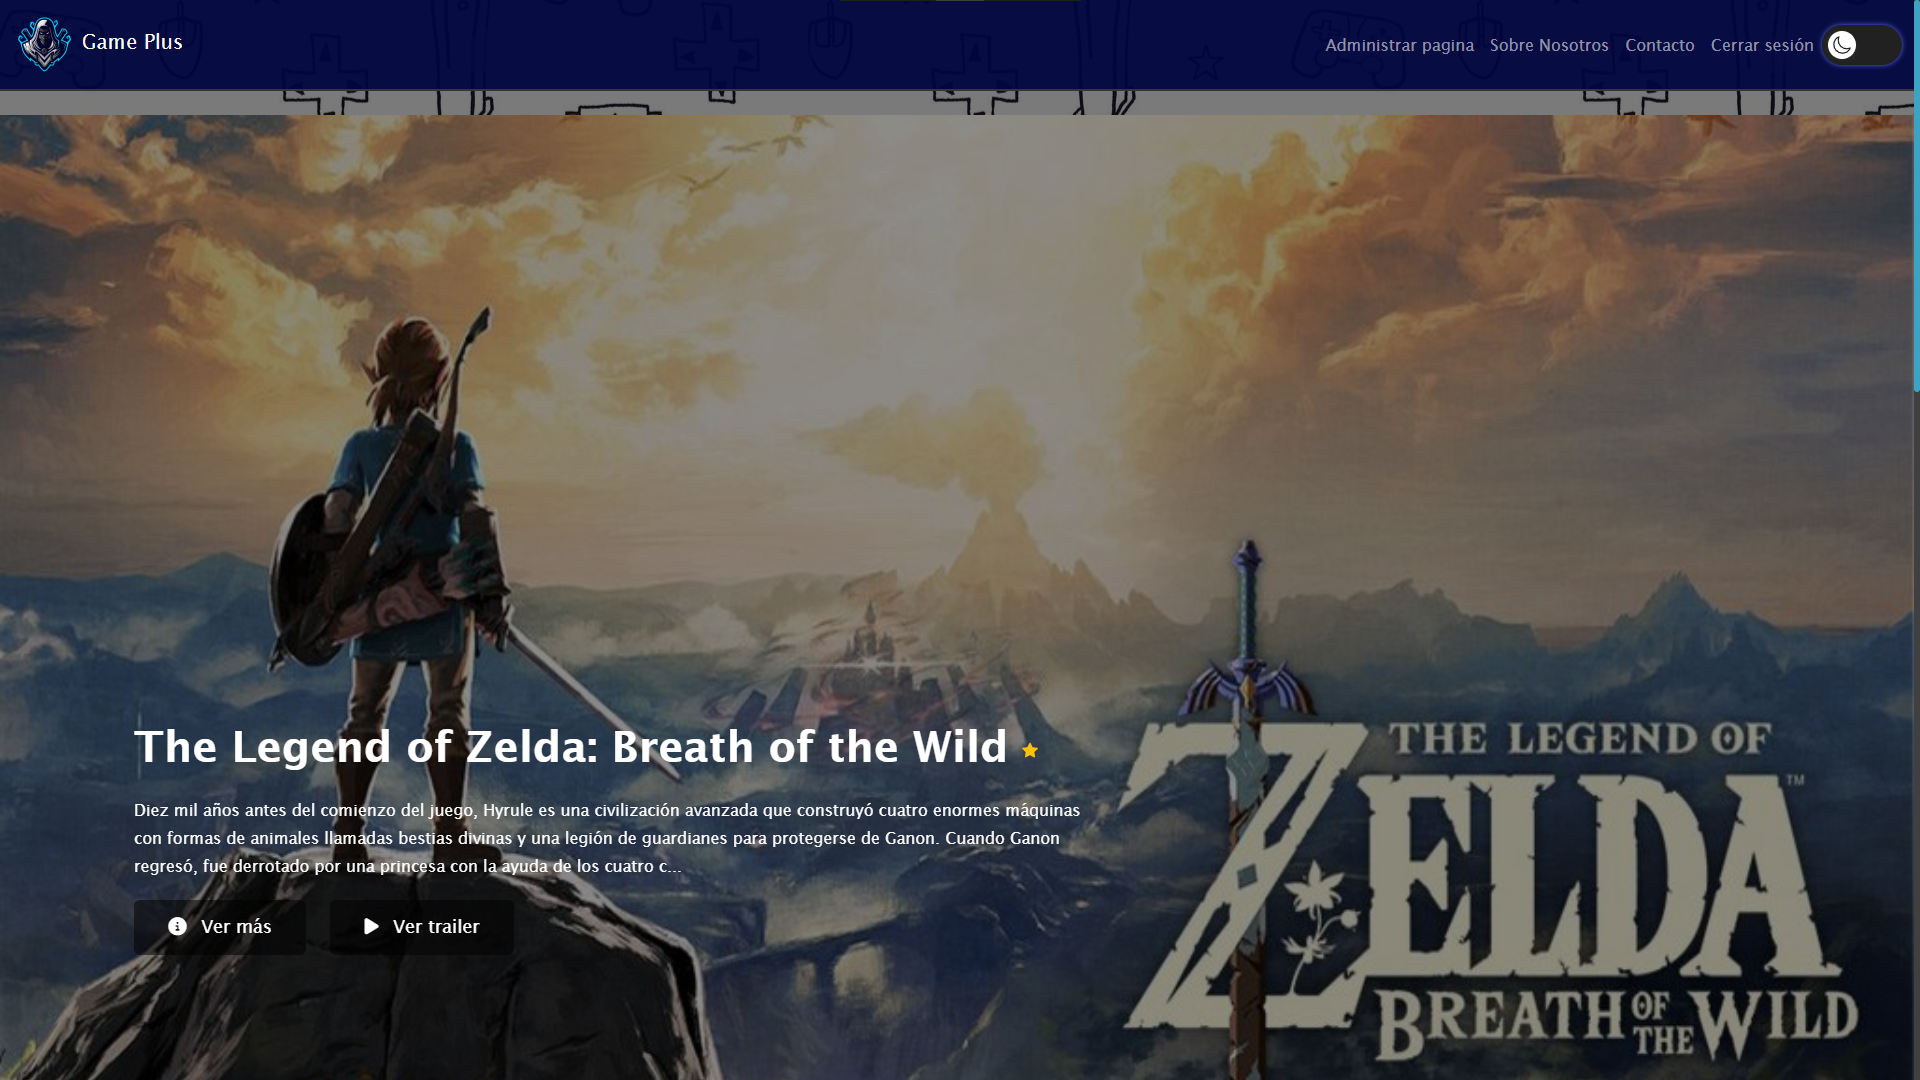 Game Plus
Administrar pagina Sobre Nosotros Contacto Cerrar sesión
The Legend of Zelda: Breath of the Wild
Diez mil años antes del comienzo del juego, Hyrule es una civilización avanzada que construyó cuatro enormes máquinas
con formas de animales llamadas bestias divinas y una legión de guardianes para protegerse de Ganon. Cuando Ganon
regresó, fue derrotado por una princesa con la ayuda de los cuatro c...
Ver más
Ver trailer
THE LEGEND OF
ZELDA™
BREATH OF THE WILD